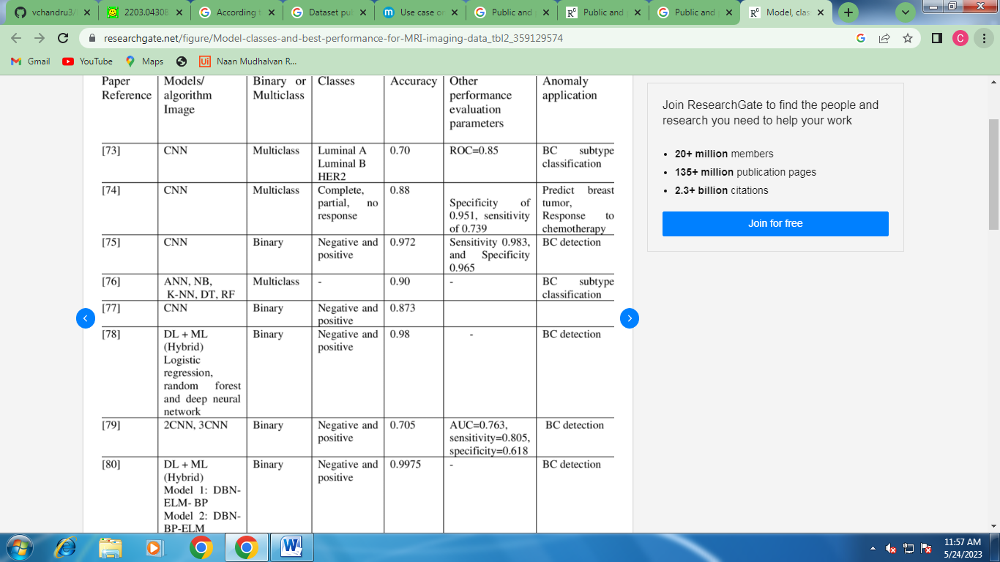 vchandru3/
2203.04308
According t
Dataset pu
Use case or
Public and
Public and
Public and
Model, clas
researchgate.net/figure/Model-classes-and-best-performance-for-MRI-imaging-data_tbl2_359129574
C
Gmail
YouTube
Maps
Naan Mudhalvan R...
Paper Reference
Models/ algorithm Image
Binary or Multiclass
Classes
Accuracy
Other performance evaluation parameters
Anomaly application
[73]
CNN
Multiclass
Luminal A
Luminal B
HER2
0.70
ROC=0.85
BC subtype
classification
[74]
CNN
Multiclass
Complete,
partial, no
response
0.88
Specificity of
0.951, sensitivity
of 0.739
Predict breast
tumor,
Response to
chemotherapy
[75]
CNN
Binary
Negative and
positive
0.972
Sensitivity 0.983,
and Specificity
0.965
BC detection
[76]
ANN, NB,
K-NN, DT, RF
Multiclass
-
0.90
-
BC subtype
classification
[77]
CNN
Binary
Negative and
positive
0.873
[78]
DL + ML
(Hybrid)
Logistic
regression,
random forest
and deep neural
network
Binary
Negative and
positive
0.98
-
BC detection
[79]
2CNN, 3CNN
Binary
Negative and
positive
0.705
AUC=0.763,
sensitivity=0.805,
specificity=0.618
BC detection
[80]
DL + ML
(Hybrid)
Model 1: DBN-
ELM- BP
Model 2: DBN-
BP-ELM
Binary
Negative and
positive
0.9975
-
BC detection
Join ResearchGate to find the people and
research you need to help your work
20+ million members
135+ million publication pages
2.3+ billion citations
Join for free
11:57 AM
5/24/2023